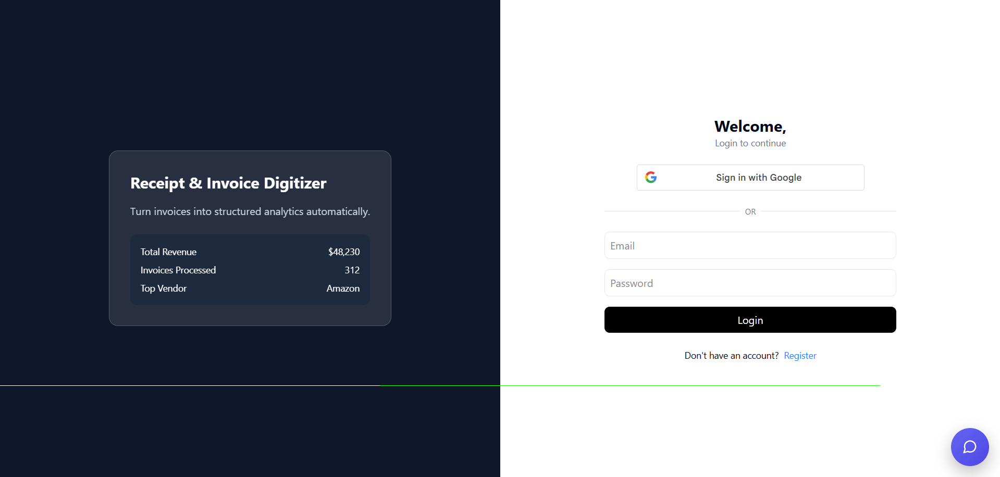 Receipt & Invoice Digitizer
Turn invoices into structured analytics automatically.
Total Revenue $48,230
Invoices Processed 312
Top Vendor Amazon
Welcome,
Login to continue
Sign in with Google
OR
Email
Password
Login
Don't have an account? Register